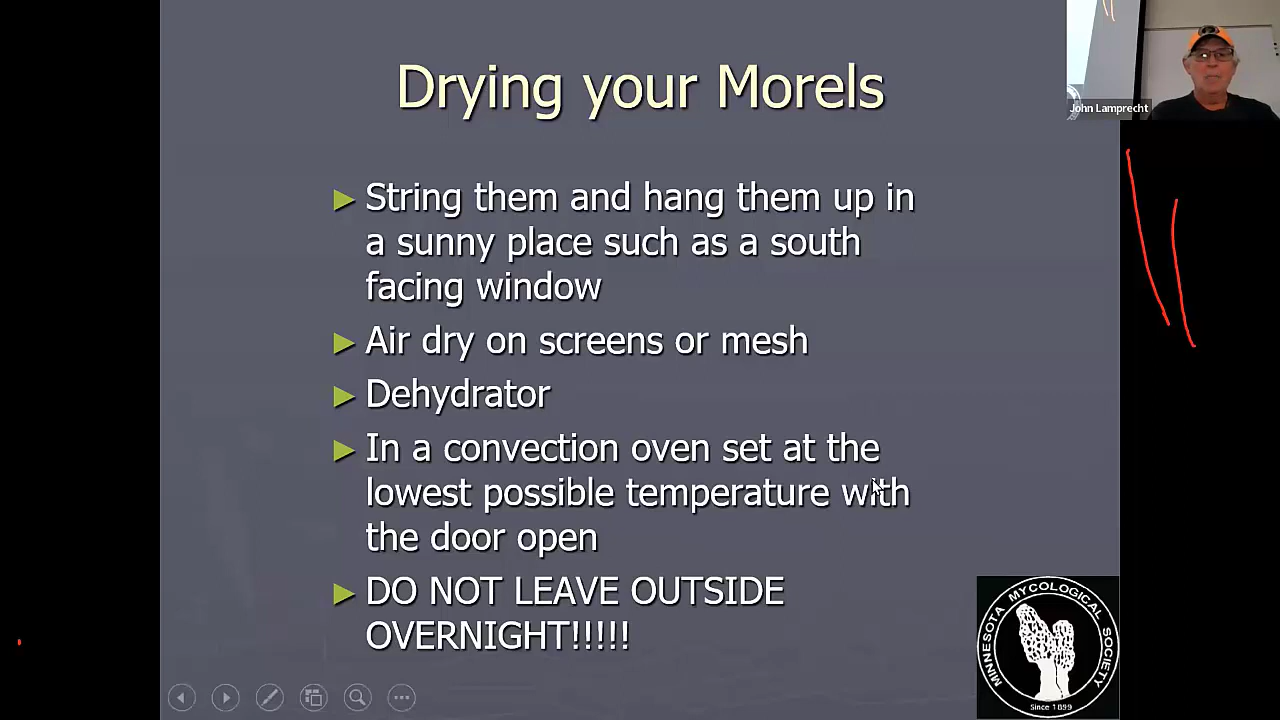 Drying your Morels
John Lamprecht
► String them and hang them up in
a sunny place such as a south
facing window
► Air dry on screens or mesh
► Dehydrator
► In a convection oven set at the
lowest possible temperature with
the door open
► DO NOT LEAVE OUTSIDE
OVERNIGHT!!!!!
MINNESOTA MYCOLOGICAL SOCIETY
Since 1899